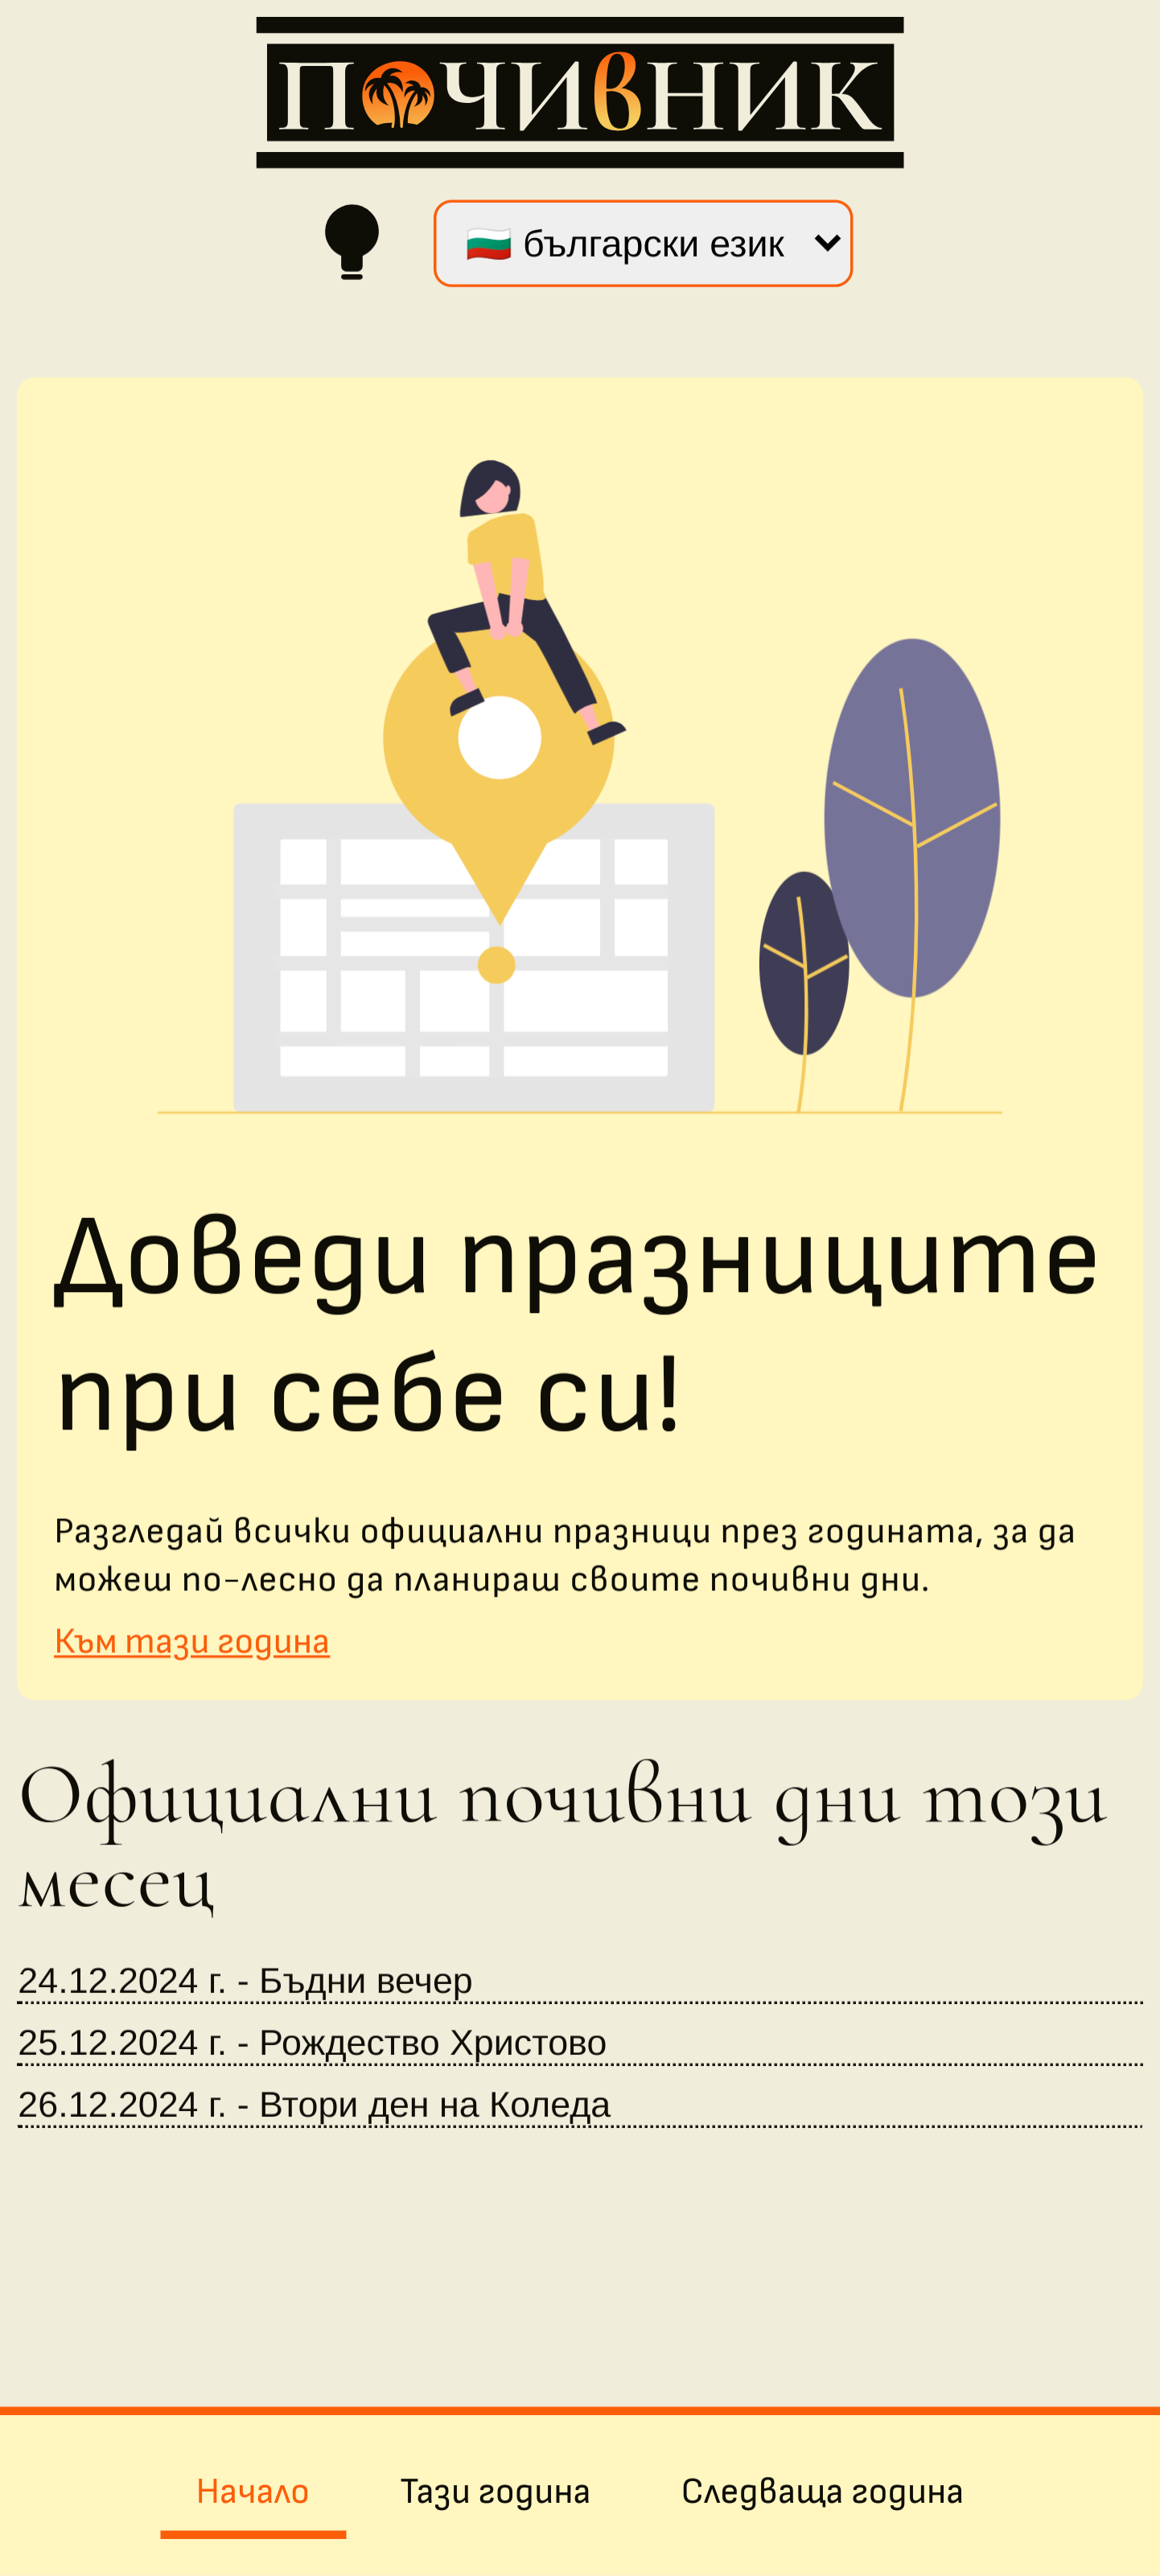 ПОЧИВНИК
🇧🇬 български език
Доведи празниците
при себе си!
Разгледай всички официални празници през годината, за да
можеш по-лесно да планираш своите почивни дни.
Към тази година
Официални почивни дни този
месец
24.12.2024 г. - Бъдни вечер
25.12.2024 г. - Рождество Христово
26.12.2024 г. - Втори ден на Коледа
Начало Тази година Следваща година